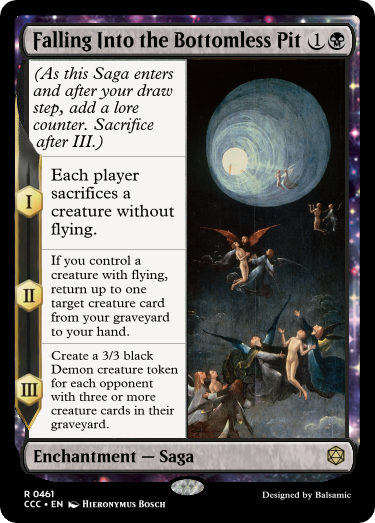 Falling Into the Bottomless Pit 1
(As this Saga enters
and after your draw
step, add a lore
counter. Sacrifice
after III.)
I
Each player
sacrifices a
creature without
flying.
II
If you control a
creature with flying,
return up to one
target creature card
from your graveyard
to your hand.
III
Create a 3/3 black
Demon creature token
for each opponent
with three or more
creature cards in their
graveyard.
Enchantment — Saga
R 0461
CCC • EN Hieronymus Bosch
Designed by Balsamic